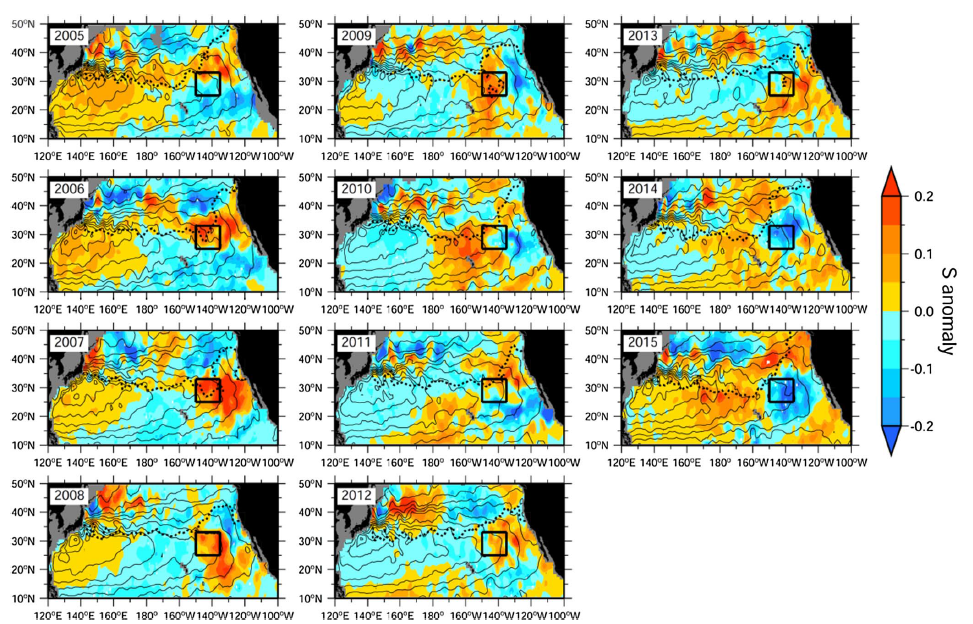 50°N 2005 2009 50°N 2013
40°N 40°N 40°N
30°N 30°N 30°N
20°N 20°N 20°N
10°N 10°N 10°N
120°E 140°E 160°E 180° 160°W 140°W 120°W 100°W 120°E 140°E 160°E 180° 160°W 140°W 120°W 100°W 120°E 140°E 160°E 180° 160°W 140°W 120°W 100°W
50°N 2006 50°N 2010 50°N 2014
40°N 40°N 40°N
30°N 30°N 30°N
20°N 20°N 20°N
10°N 10°N 10°N
120°E 140°E 160°E 180° 160°W 140°W 120°W 100°W 120°E 140°E 160°E 180° 160°W 140°W 120°W 100°W 120°E 140°E 160°E 180° 160°W 140°W 120°W 100°W
50°N 2007 50°N 2011 50°N 2015
40°N 40°N 40°N
30°N 30°N 30°N
20°N 20°N 20°N
10°N 10°N 10°N
120°E 140°E 160°E 180° 160°W 140°W 120°W 100°W 120°E 140°E 160°E 180° 160°W 140°W 120°W 100°W 120°E 140°E 160°E 180° 160°W 140°W 120°W 100°W
50°N 2008 50°N 2012
40°N 40°N
30°N 30°N
20°N 20°N
10°N 10°N
120°E 140°E 160°E 180° 160°W 140°W 120°W 100°W 120°E 140°E 160°E 180° 160°W 140°W 120°W 100°W
0.2
0.1
0.0
-0.1
-0.2
S anomaly